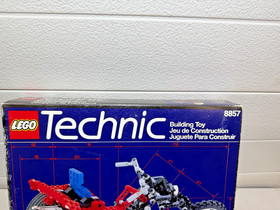 8857
LEGO Technic
Building Toy
Jeu de Construction
Juguete Para Construir